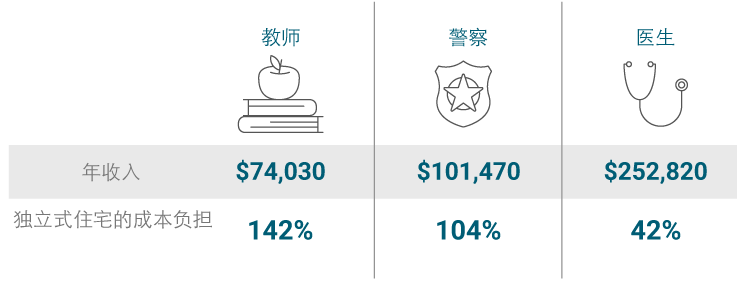 教师 警察 医生
年收入 $74,030 $101,470 $252,820
独立式住宅的成本负担 142% 104% 42%